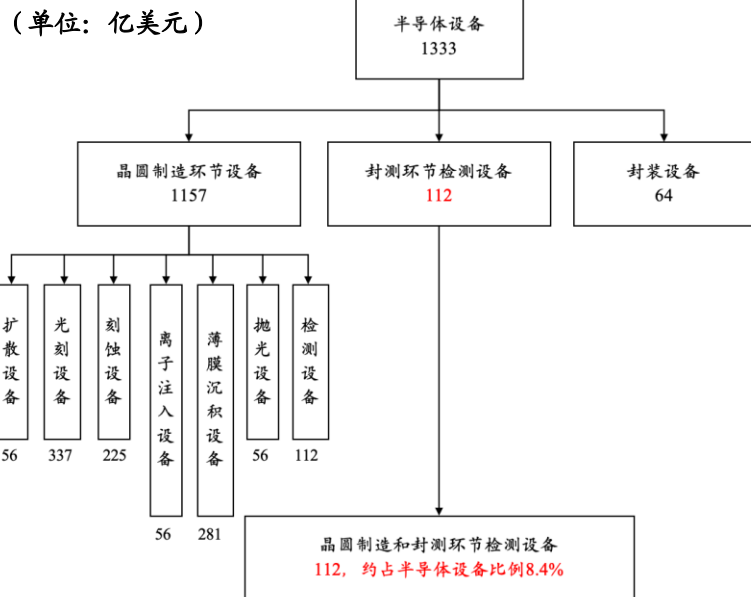 （单位：亿美元）
半导体设备
1333
晶圆制造环节设备
1157
封测环节检测设备
112
封装设备
64
扩散设备
56
光刻设备
337
刻蚀设备
225
离子注入设备
56
薄膜沉积设备
281
抛光设备
56
检测设备
112
晶圆制造和封测环节检测设备
112，约占半导体设备比例8.4%